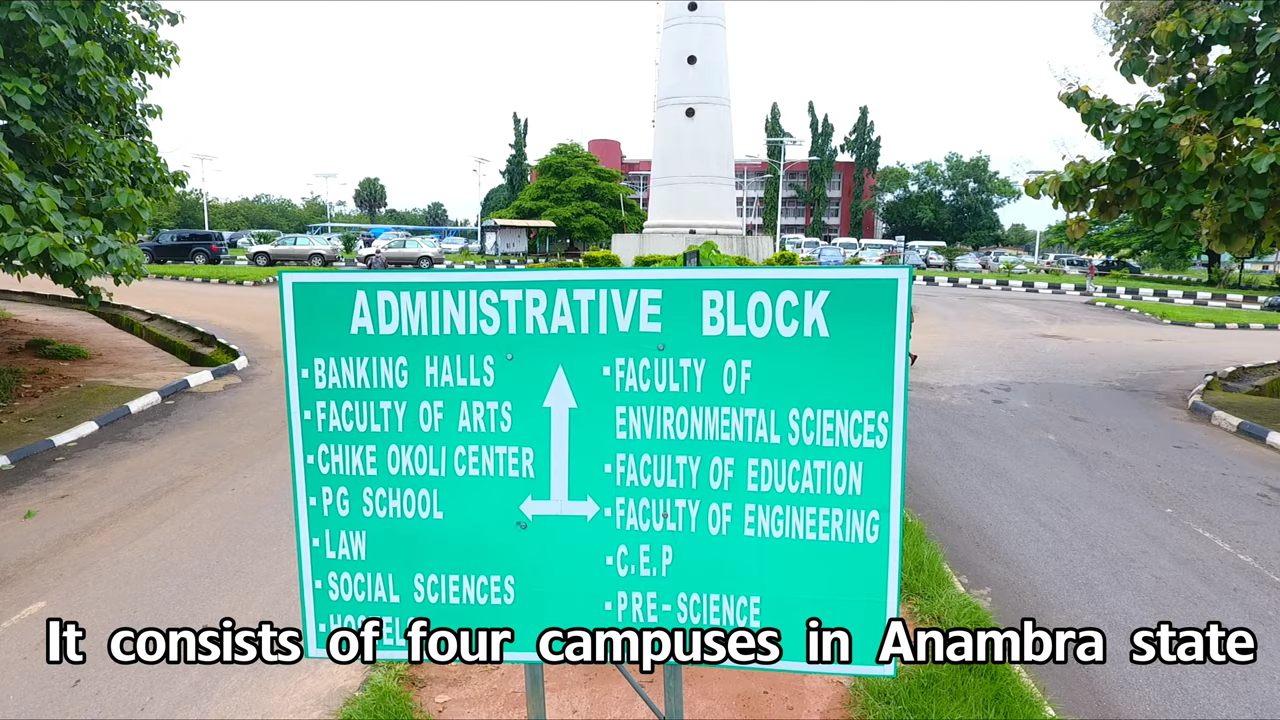 ADMINISTRATIVE BLOCK
▪BANKING HALLS
▪FACULTY OF ARTS
▪CHIKE OKOLI CENTER
▪PG SCHOOL
▪LAW
▪SOCIAL SCIENCES
▪HOSTEL
▪FACULTY OF
ENVIRONMENTAL SCIENCES
▪FACULTY OF EDUCATION
▪FACULTY OF ENGINEERING
▪C.E.P
▪PRE-SCIENCE
It consists of four campuses in Anambra state